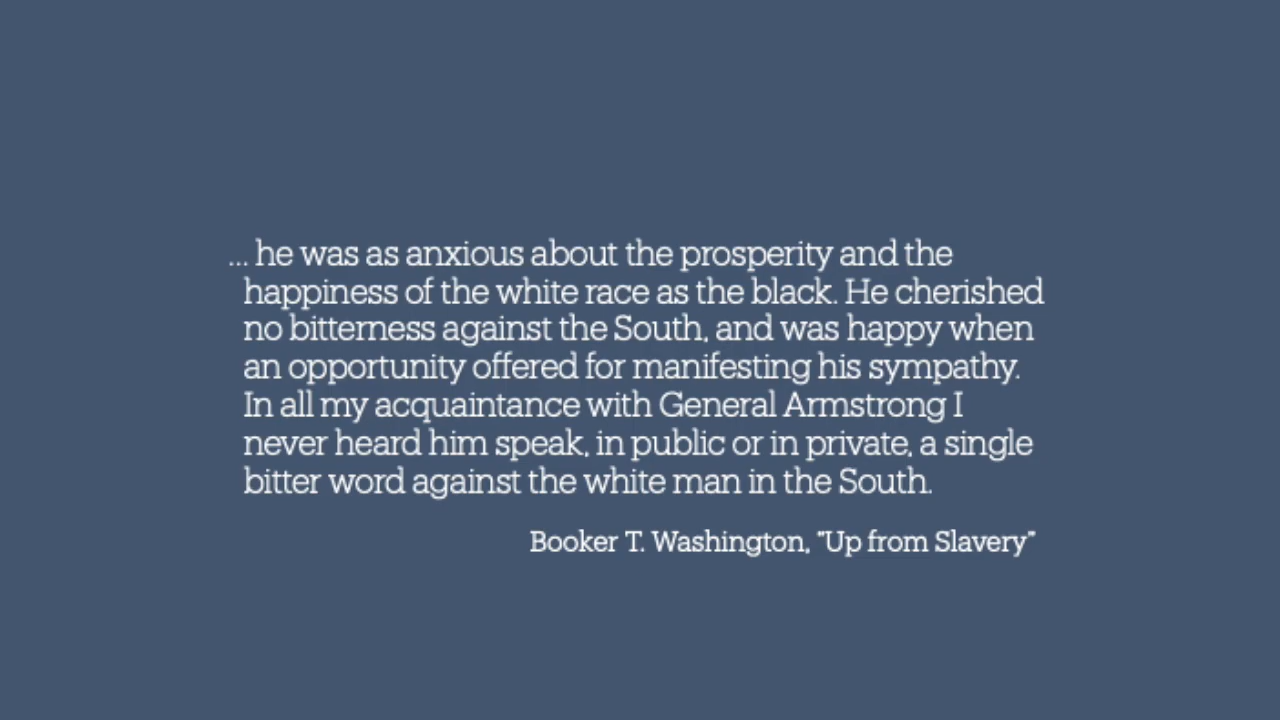 ... he was as anxious about the prosperity and the
happiness of the white race as the black. He cherished
no bitterness against the South, and was happy when
an opportunity offered for manifesting his sympathy.
In all my acquaintance with General Armstrong I
never heard him speak, in public or in private, a single
bitter word against the white man in the South.
Booker T. Washington, "Up from Slavery"